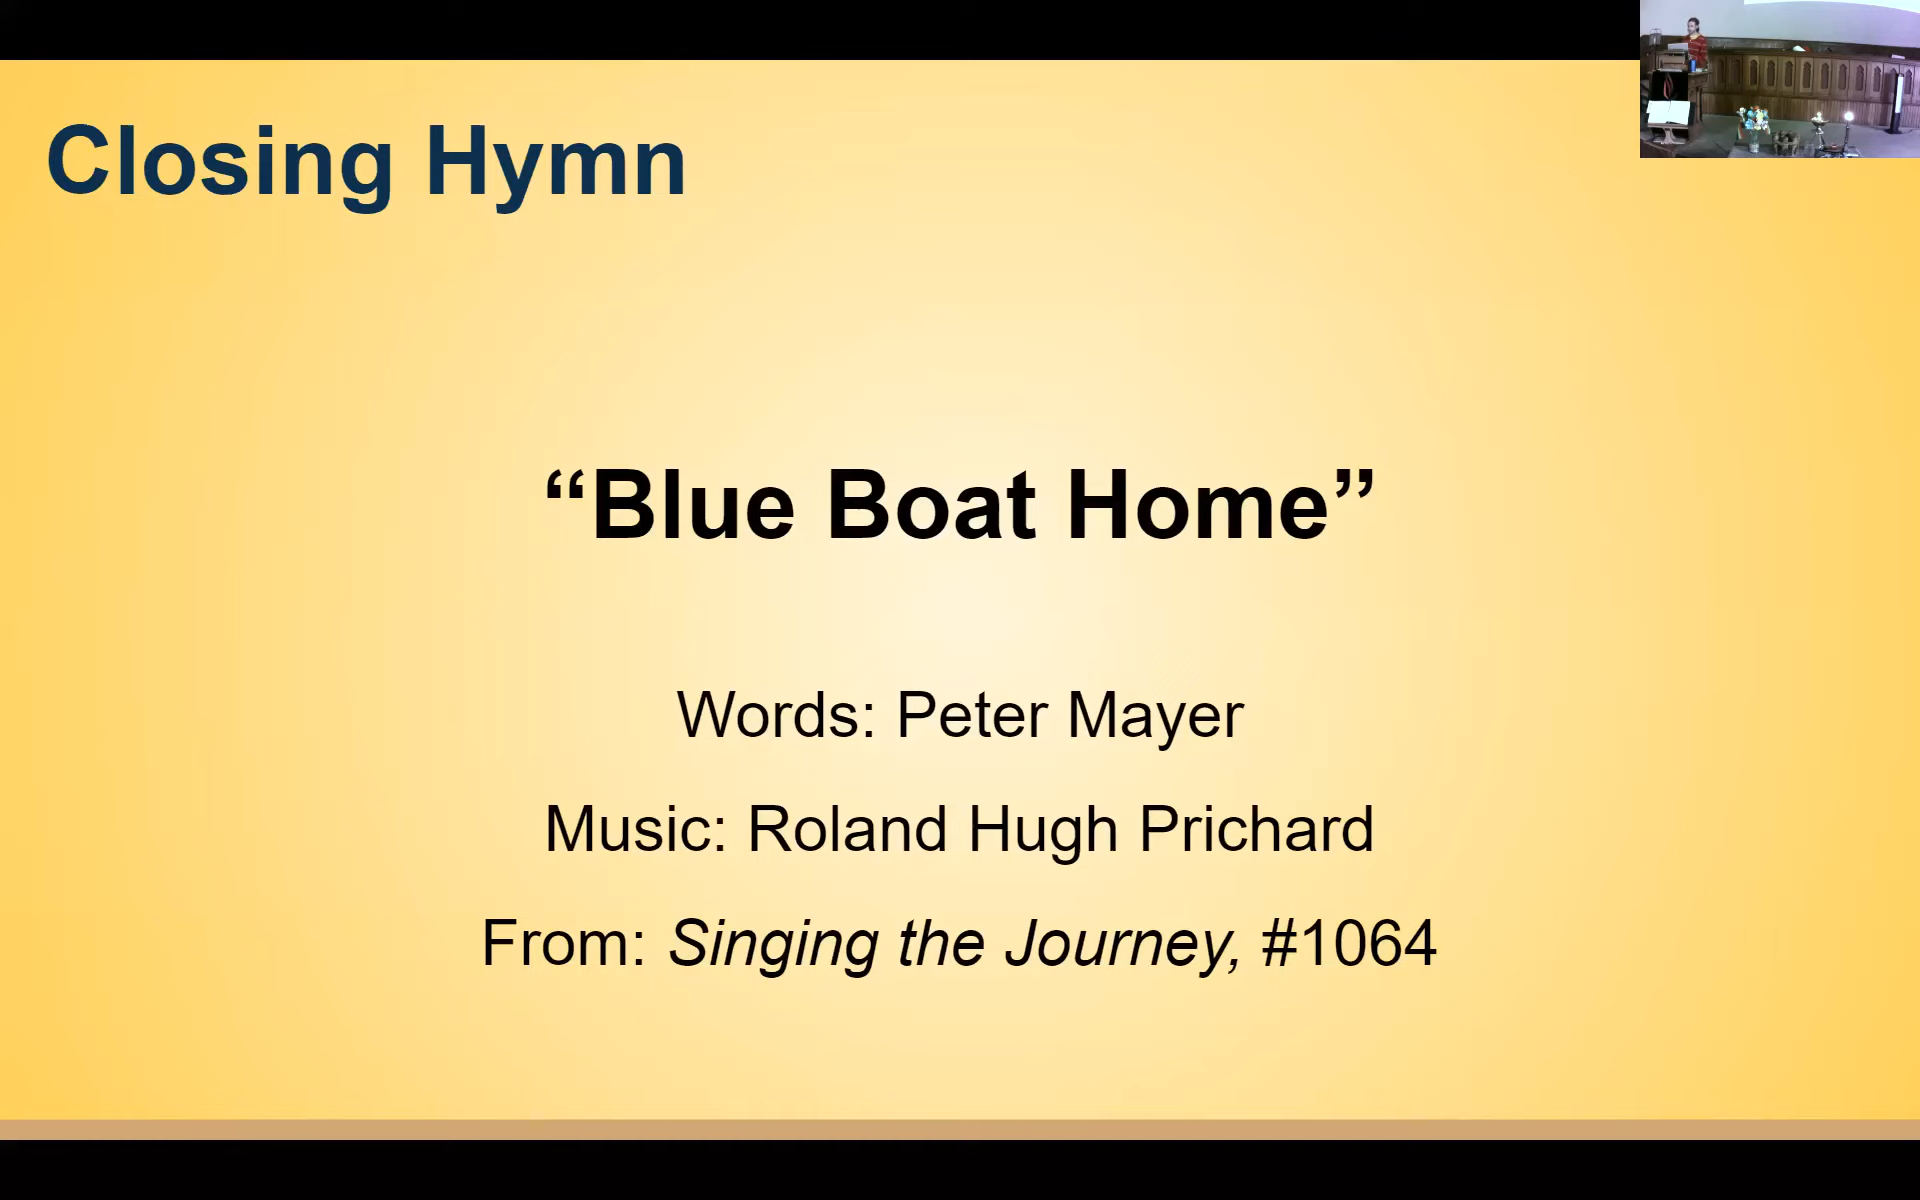 Closing Hymn
“Blue Boat Home”
Words: Peter Mayer
Music: Roland Hugh Prichard
From: Singing the Journey, #1064